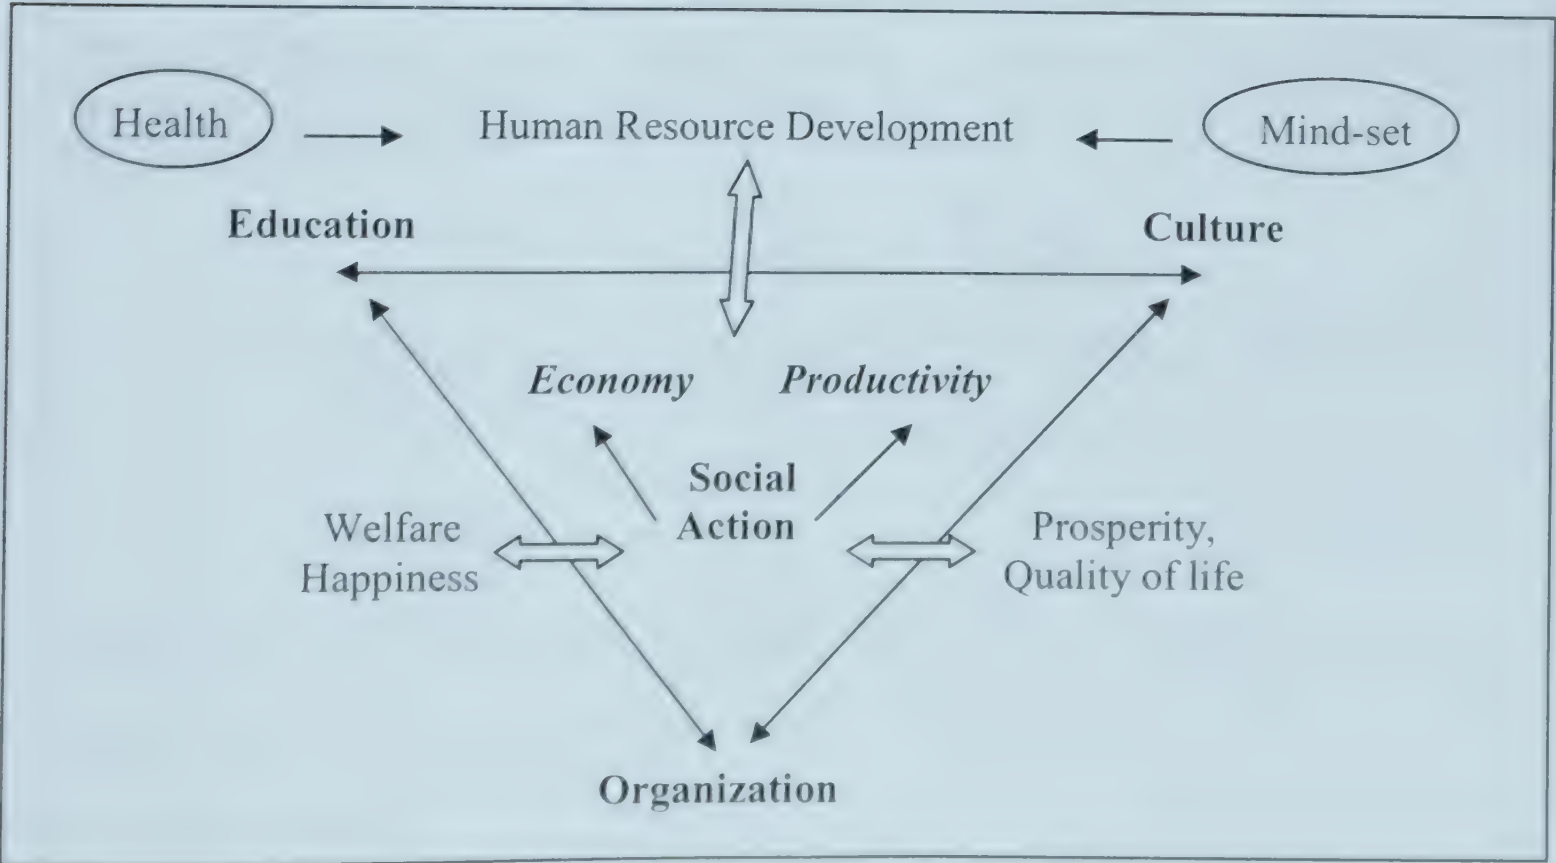 Health
Human Resource Development
Mind-set
Education
Culture
Economy
Productivity
Social
Action
Welfare
Happiness
Prosperity,
Quality of life
Organization